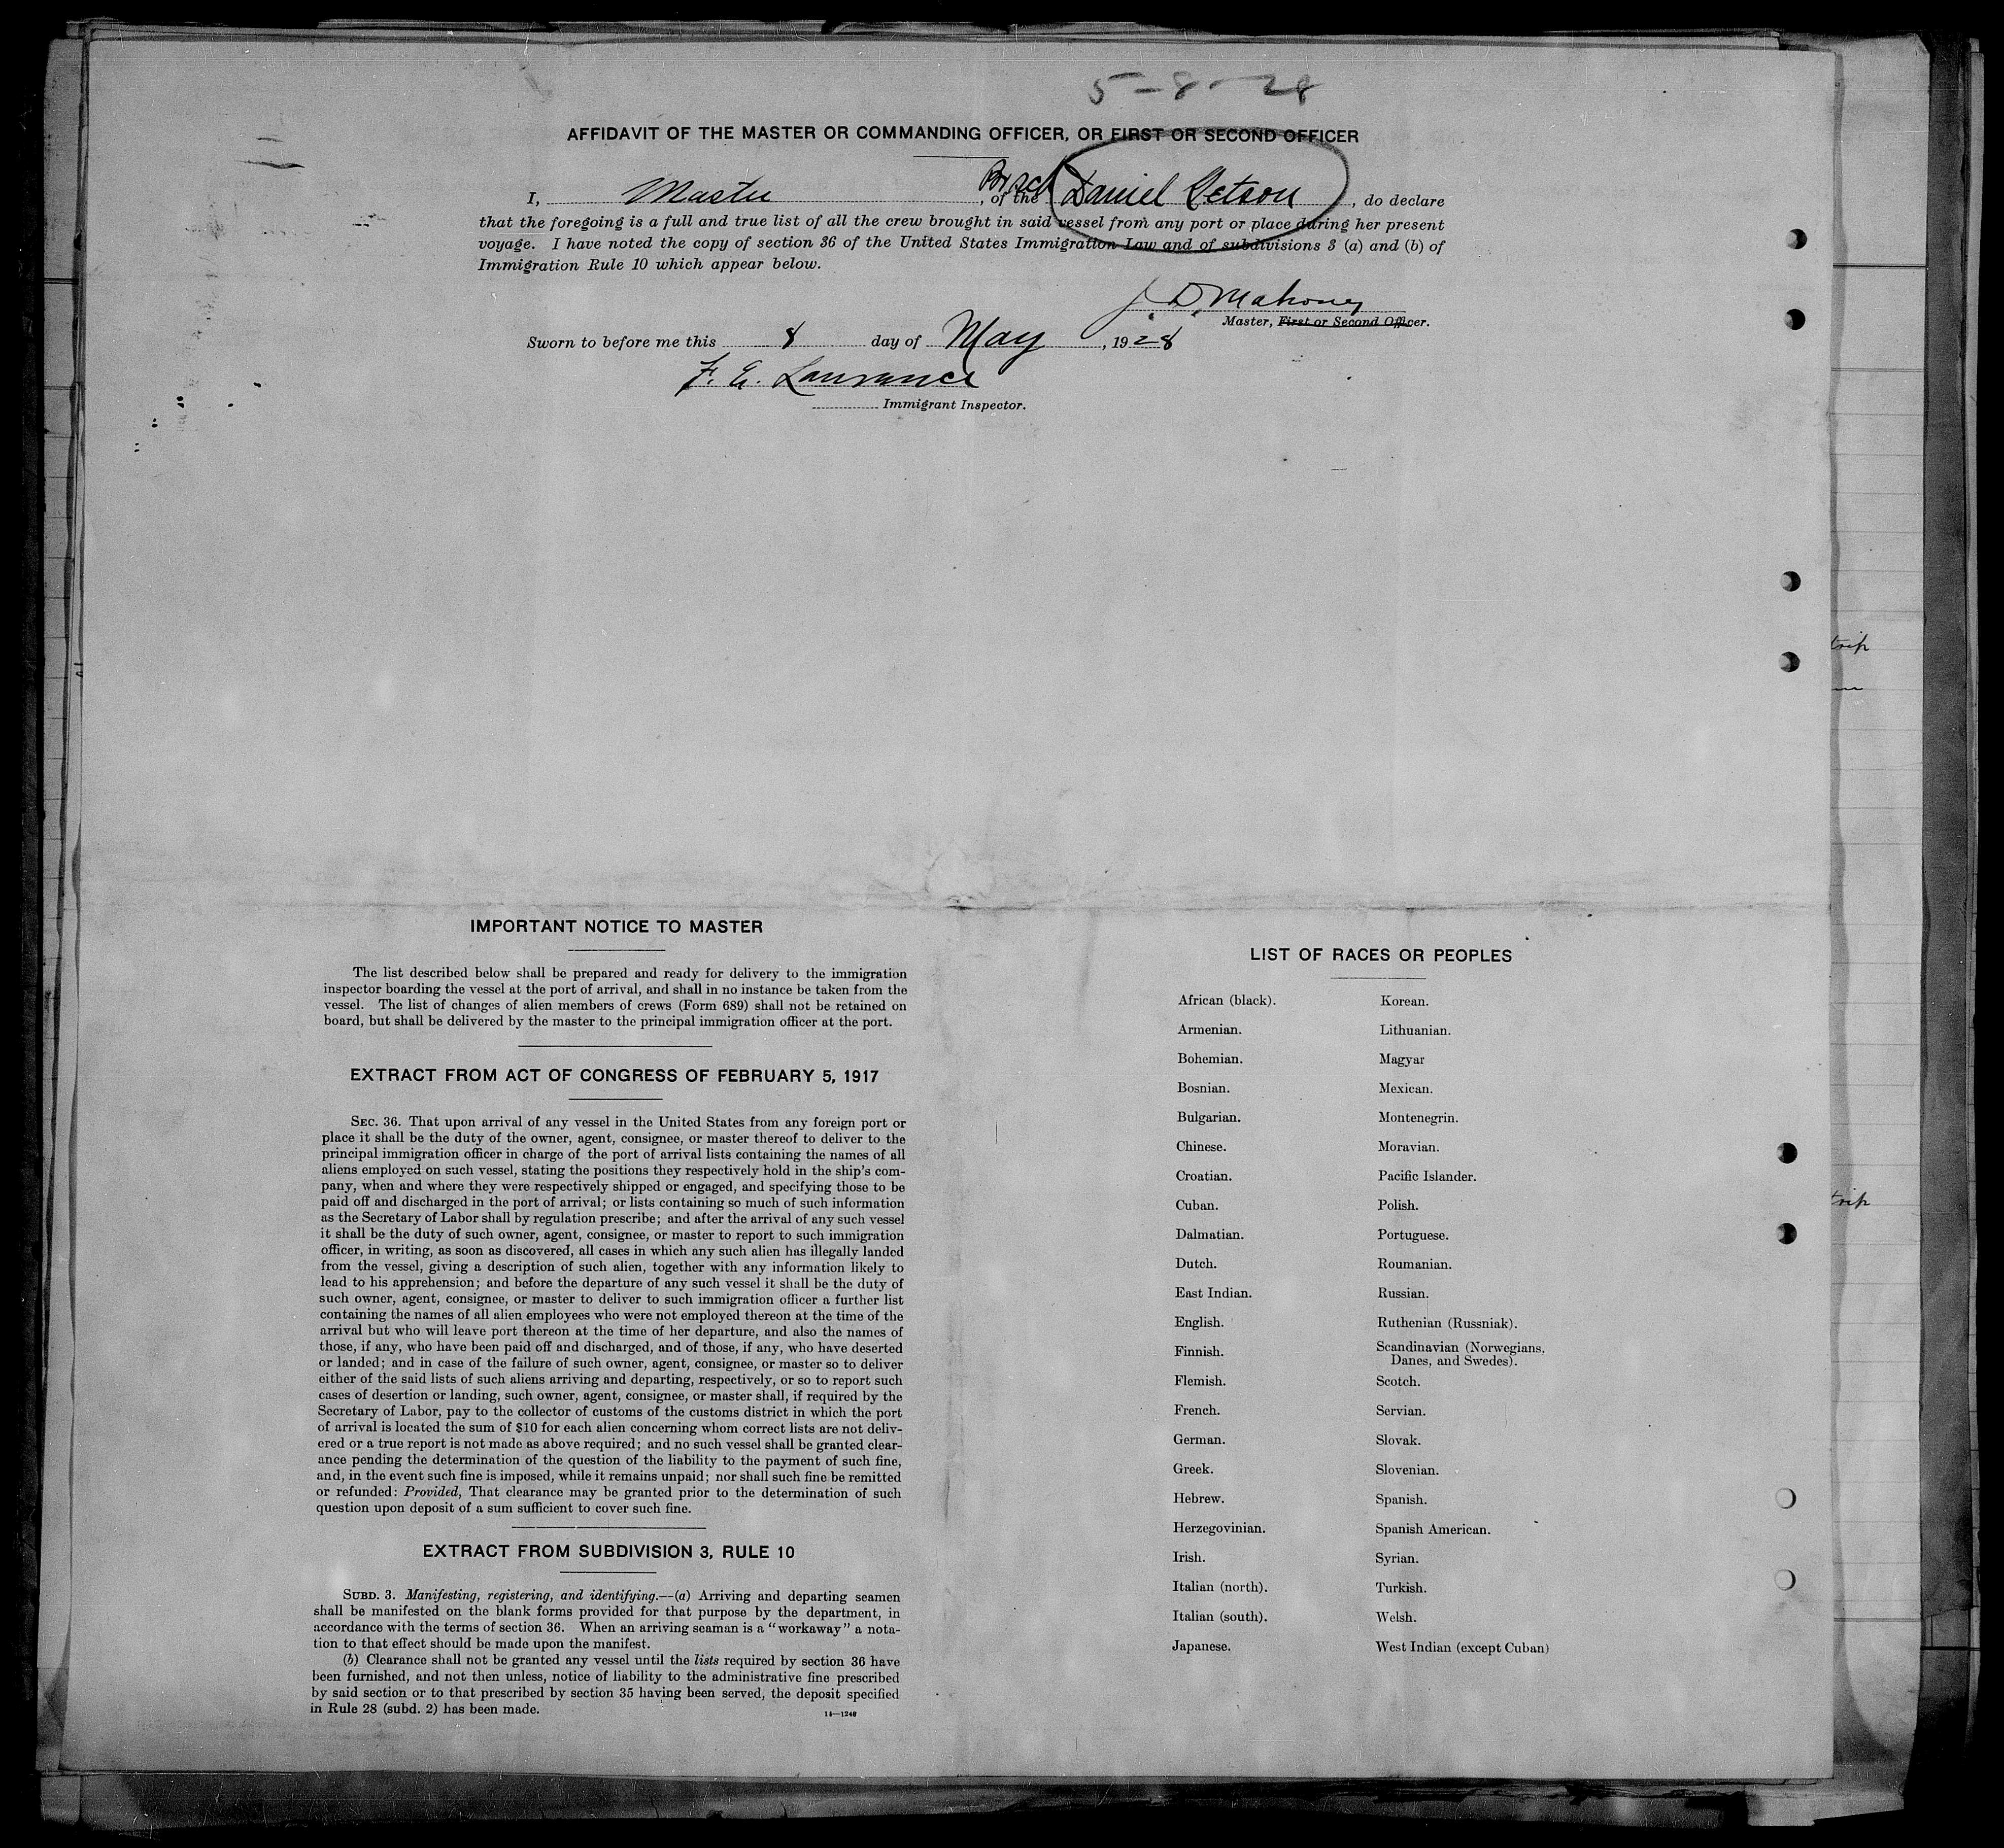 5-8-28
AFFIDAVIT OF THE MASTER OR COMMANDING OFFICER, OR FIRST OR SECOND OFFICER
I, Master, of the Br sch Daniel Getson, do declare
that the foregoing is a full and true list of all the crew brought in said vessel from any port or place during her present
voyage. I have noted the copy of section 36 of the United States Immigration Law and of subdivisions 3 (a) and (b) of
Immigration Rule 10 which appear below.
J. D. Mahoney
Master, First or Second Officer.
Sworn to before me this 8 day of May, 1928
F. E. Laurance
Immigrant Inspector.
trip
trip
IMPORTANT NOTICE TO MASTER
The list described below shall be prepared and ready for delivery to the immigration
inspector boarding the vessel at the port of arrival, and shall in no instance be taken from the
vessel. The list of changes of alien members of crews (Form 689) shall not be retained on
board, but shall be delivered by the master to the principal immigration officer at the port.
EXTRACT FROM ACT OF CONGRESS OF FEBRUARY 5, 1917
SEC. 36. That upon arrival of any vessel in the United States from any foreign port or
place it shall be the duty of the owner, agent, consignee, or master thereof to deliver to the
principal immigration officer in charge of the port of arrival lists containing the names of all
aliens employed on such vessel, stating the positions they respectively hold in the ship's com-
pany, when and where they were respectively shipped or engaged, and specifying those to be
paid off and discharged in the port of arrival; or lists containing so much of such information
as the Secretary of Labor shall by regulation prescribe; and after the arrival of any such vessel
it shall be the duty of such owner, agent, consignee, or master to report to such immigration
officer, in writing, as soon as discovered, all cases in which any such alien has illegally landed
from the vessel, giving a description of such alien, together with any information likely to
lead to his apprehension; and before the departure of any such vessel it shall be the duty of
such owner, agent, consignee, or master to deliver to such immigration officer a further list
containing the names of all alien employees who were not employed thereon at the time of the
arrival but who will leave port thereon at the time of her departure, and also the names of
those, if any, who have been paid off and discharged, and of those, if any, who have deserted
or landed; and in case of the failure of such owner, agent, consignee, or master so to deliver
either of the said lists of such aliens arriving and departing, respectively, or so to report such
cases of desertion or landing, such owner, agent, consignee, or master shall, if required by the
Secretary of Labor, pay to the collector of customs of the customs district in which the port
of arrival is located the sum of $10 for each alien concerning whom correct lists are not deliv-
ered or a true report is not made as above required; and no such vessel shall be granted clear-
ance pending the determination of the question of the liability to the payment of such fine,
and, in the event such fine is imposed, while it remains unpaid; nor shall such fine be remitted
or refunded: Provided, That clearance may be granted prior to the determination of such
question upon deposit of a sum sufficient to cover such fine.
EXTRACT FROM SUBDIVISION 3, RULE 10
SUBD. 3. Manifesting, registering, and identifying.—(a) Arriving and departing seamen
shall be manifested on the blank forms provided for that purpose by the department, in
accordance with the terms of section 36. When an arriving seaman is a "workaway" a nota-
tion to that effect should be made upon the manifest.
(b) Clearance shall not be granted any vessel until the lists required by section 36 have
been furnished, and not then unless, notice of liability to the administrative fine prescribed
by said section or to that prescribed by section 35 having been served, the deposit specified
in Rule 28 (subd. 2) has been made.
14—1240
LIST OF RACES OR PEOPLES
African (black).
Armenian.
Bohemian.
Bosnian.
Bulgarian.
Chinese.
Croatian.
Cuban.
Dalmatian.
Dutch.
East Indian.
English.
Finnish.
Flemish.
French.
German.
Greek.
Hebrew.
Herzegovinian.
Irish.
Italian (north).
Italian (south).
Japanese.
Korean.
Lithuanian.
Magyar
Mexican.
Montenegrin.
Moravian.
Pacific Islander.
Polish.
Portuguese.
Roumanian.
Russian.
Ruthenian (Russniak).
Scandinavian (Norwegians,
Danes, and Swedes).
Scotch.
Servian.
Slovak.
Slovenian.
Spanish.
Spanish American.
Syrian.
Turkish.
Welsh.
West Indian (except Cuban)